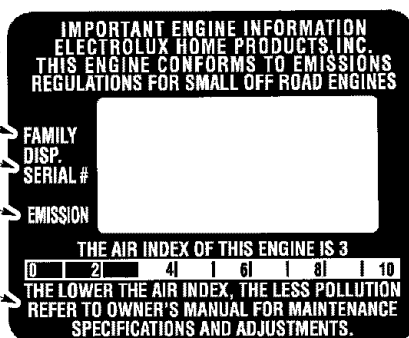 IMPORTANT ENGINE INFORMATION
ELECTROLUX HOME PRODUCTS, INC.
THIS ENGINE CONFORMS TO EMISSIONS
REGULATIONS FOR SMALL OFF ROAD ENGINES
FAMILY
DISP.
SERIAL #
EMISSION
THE AIR INDEX OF THIS ENGINE IS 3
0 2 4 6 8 10
THE LOWER THE AIR INDEX, THE LESS POLLUTION
REFER TO OWNER'S MANUAL FOR MAINTENANCE
SPECIFICATIONS AND ADJUSTMENTS.